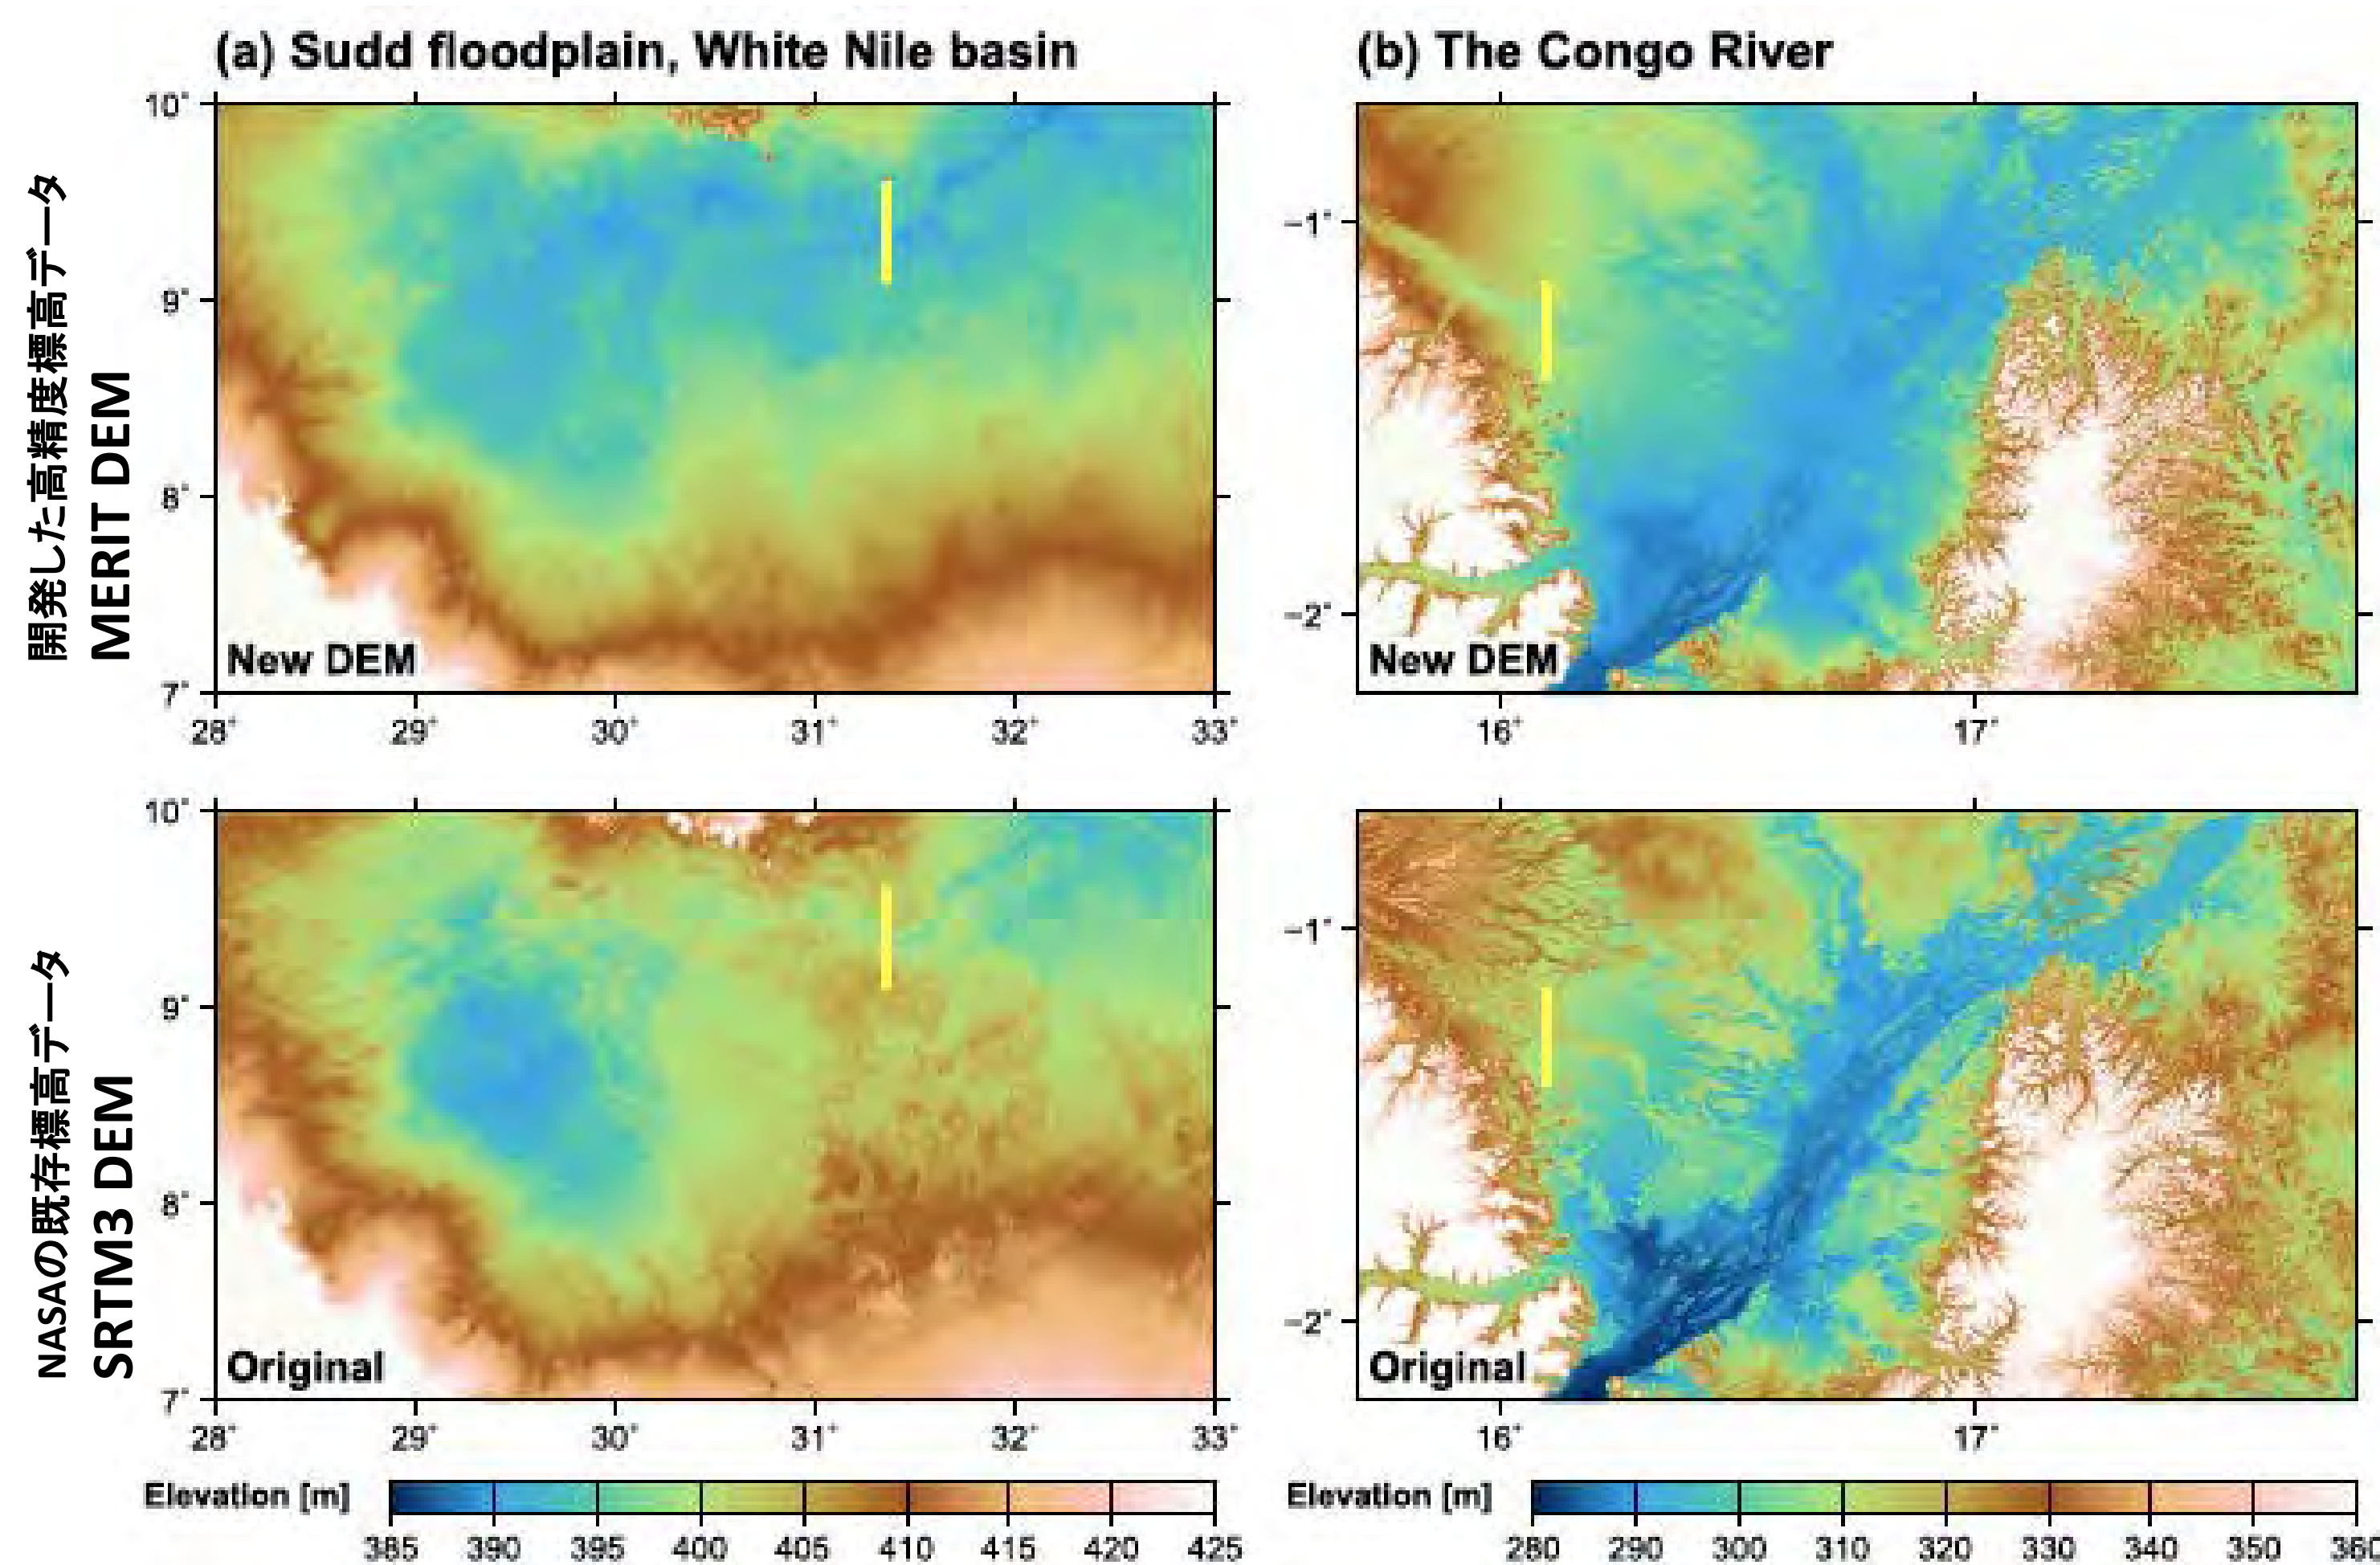 (a) Sudd floodplain, White Nile basin
(b) The Congo River
開発した高精度標高データ
MERIT DEM
10°
9°
8°
7°
New DEM
28° 29° 30° 31° 32° 33°
−1°
−2°
New DEM
16° 17°
NASAの既存標高データ
SRTM3 DEM
10°
9°
8°
7°
Original
28° 29° 30° 31° 32° 33°
−1°
−2°
Original
16° 17°
Elevation [m]
385 390 395 400 405 410 415 420 425
Elevation [m]
280 290 300 310 320 330 340 350 360